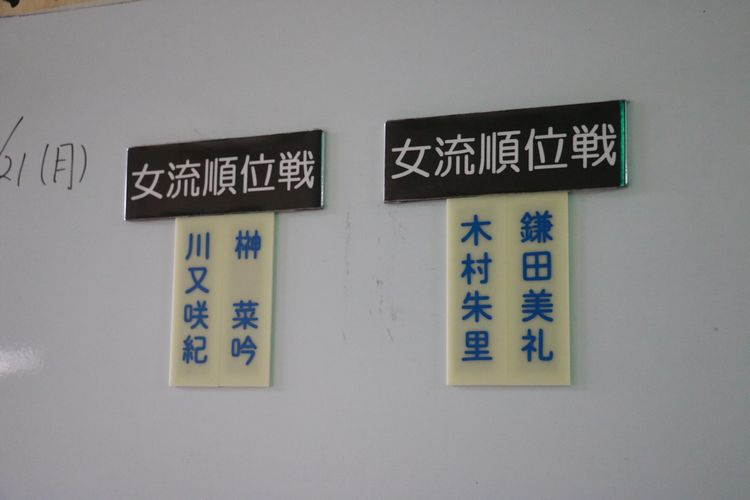 /21(月)
女流順位戦
榊 菜吟
川又咲紀
女流順位戦
鎌田美礼
木村朱里